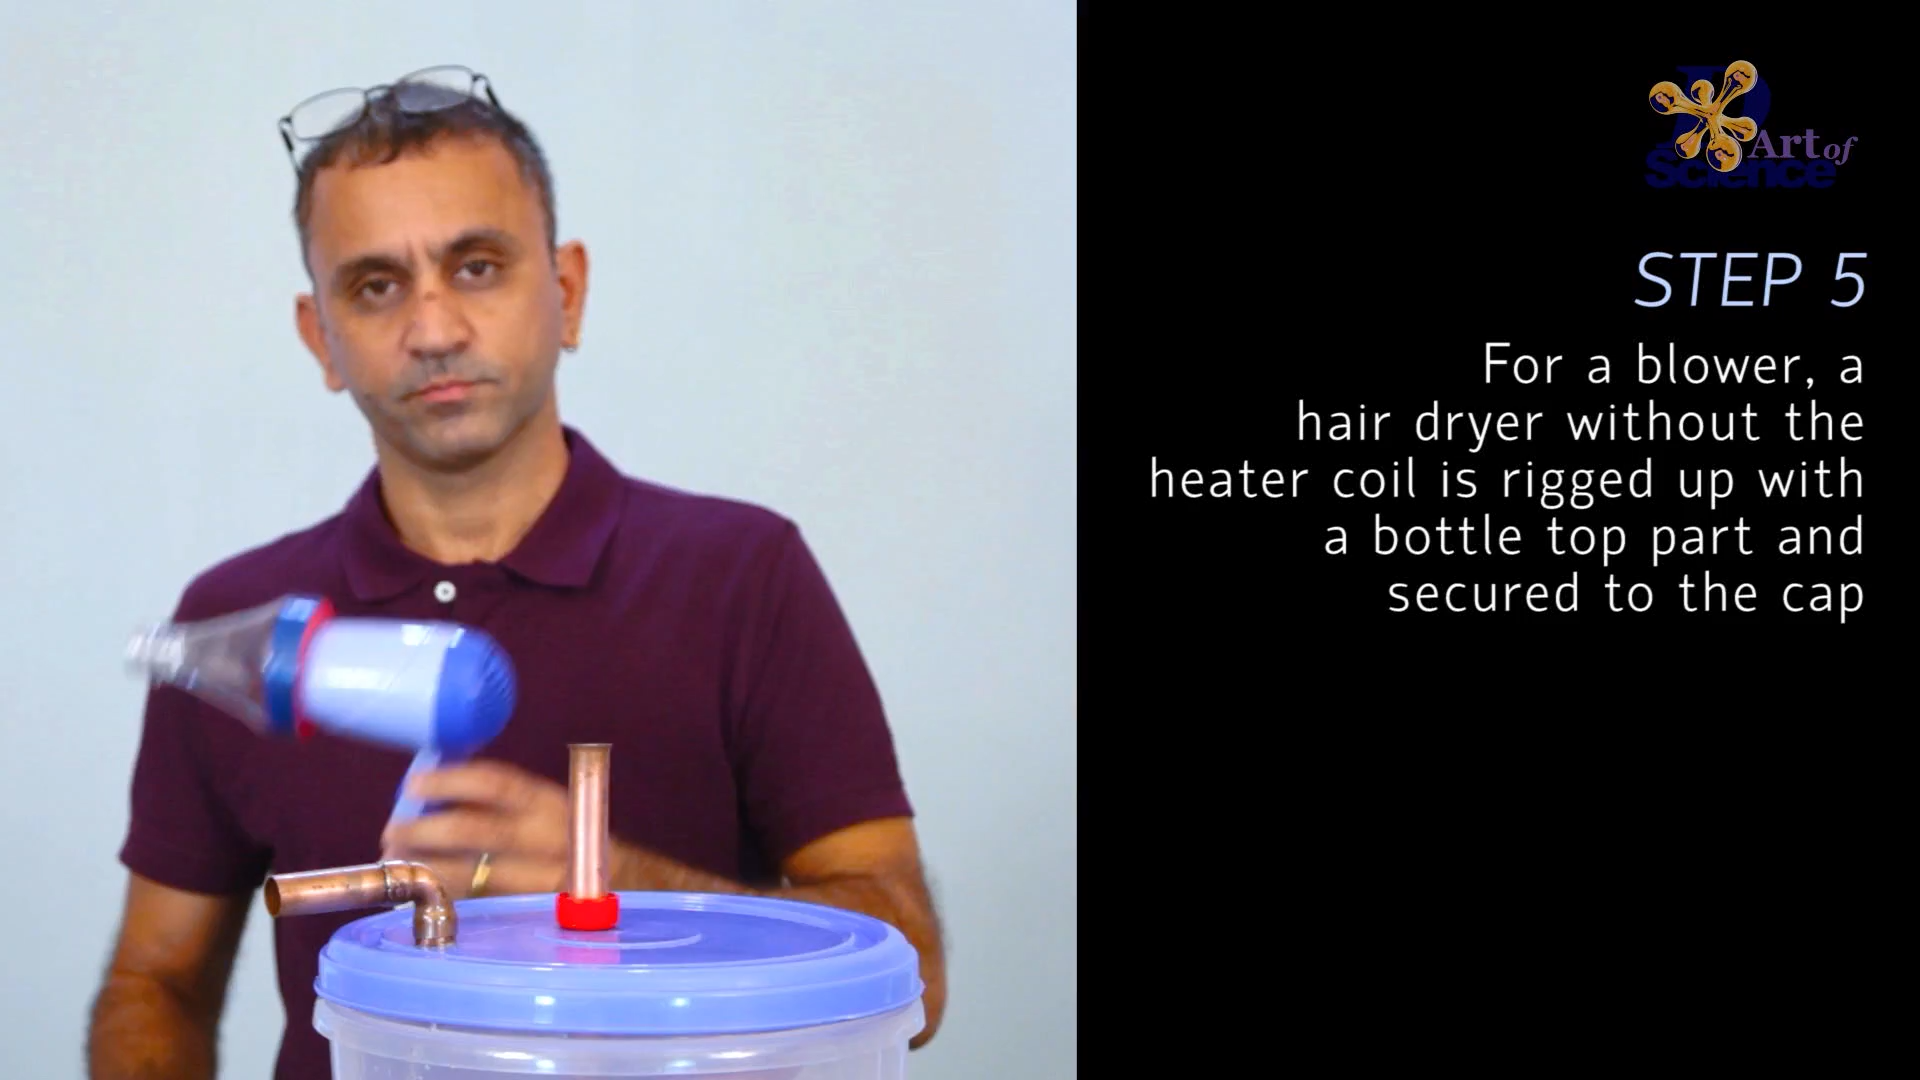 Art of
Science
STEP 5
For a blower, a
hair dryer without the
heater coil is rigged up with
a bottle top part and
secured to the cap